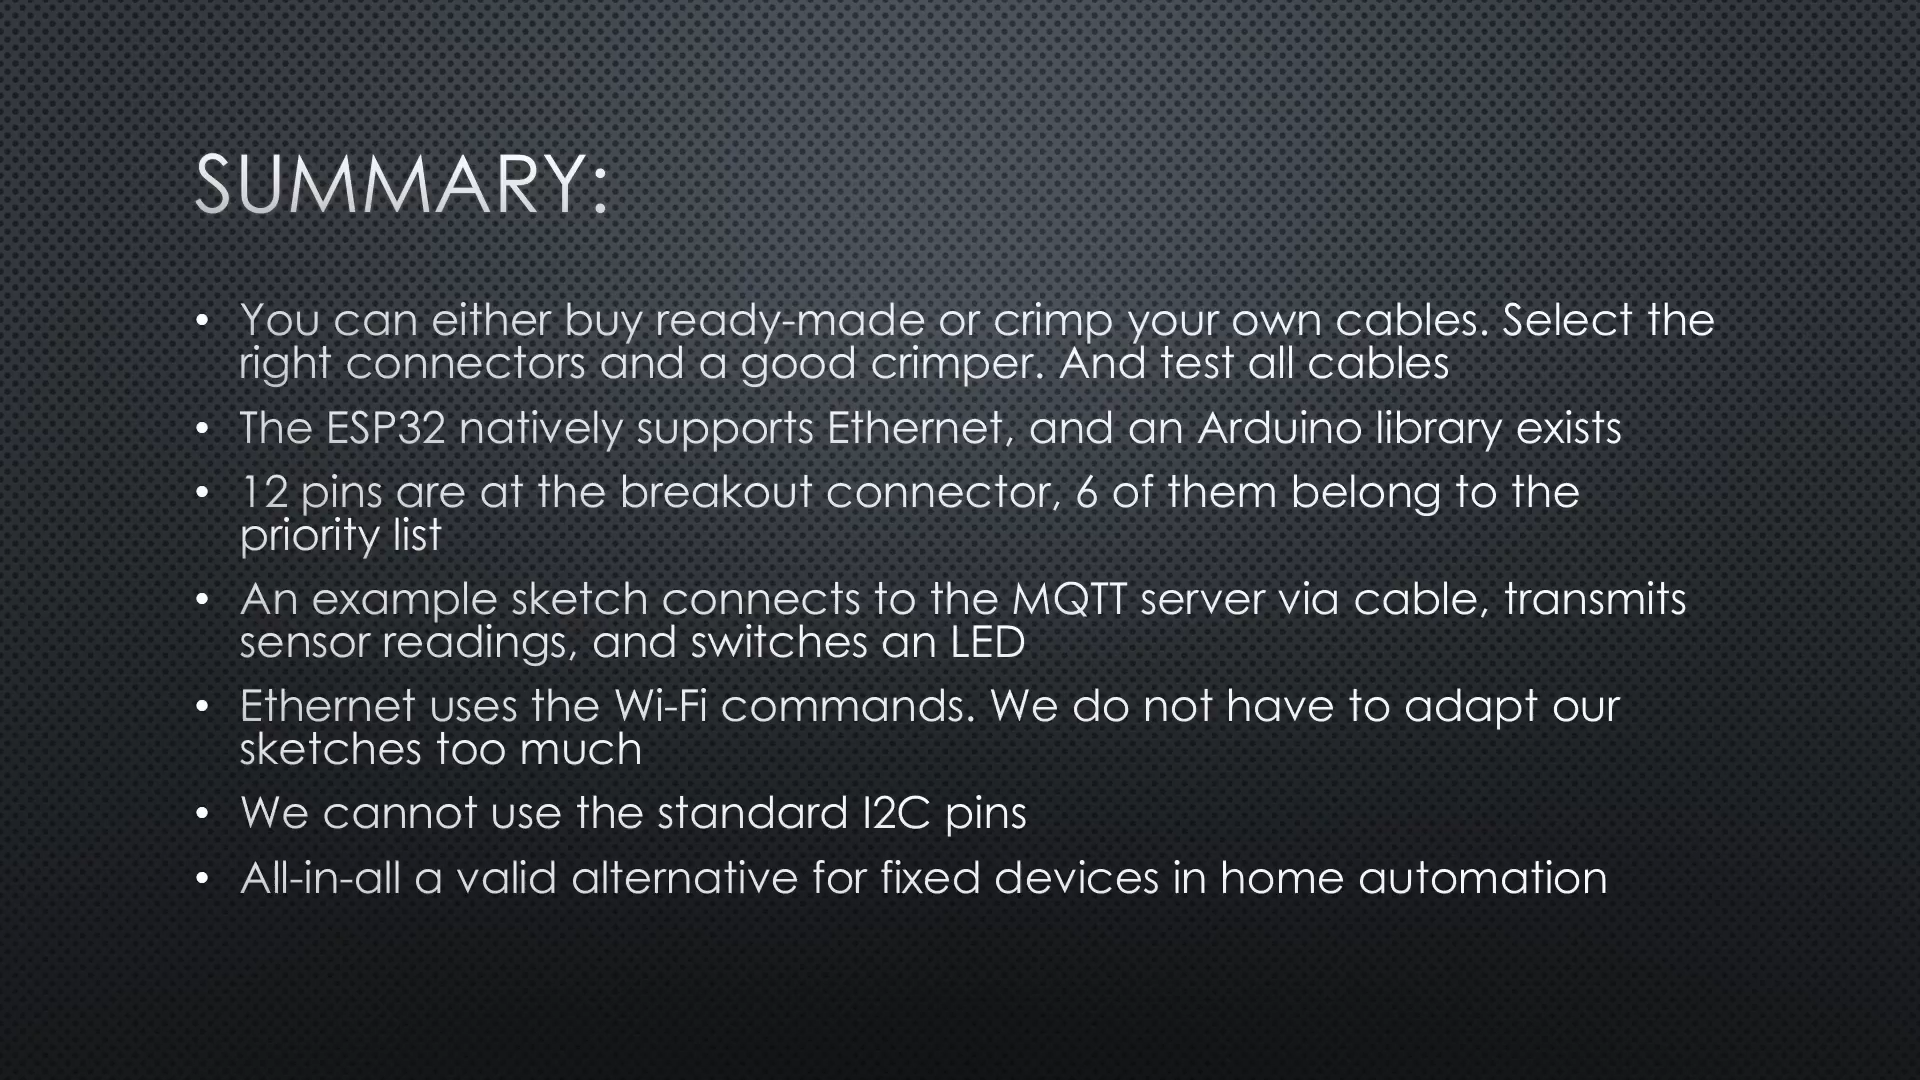 SUMMARY:
• You can either buy ready-made or crimp your own cables. Select the
right connectors and a good crimper. And test all cables
• The ESP32 natively supports Ethernet, and an Arduino library exists
• 12 pins are at the breakout connector, 6 of them belong to the
priority list
• An example sketch connects to the MQTT server via cable, transmits
sensor readings, and switches an LED
• Ethernet uses the Wi-Fi commands. We do not have to adapt our
sketches too much
• We cannot use the standard I2C pins
• All-in-all a valid alternative for fixed devices in home automation